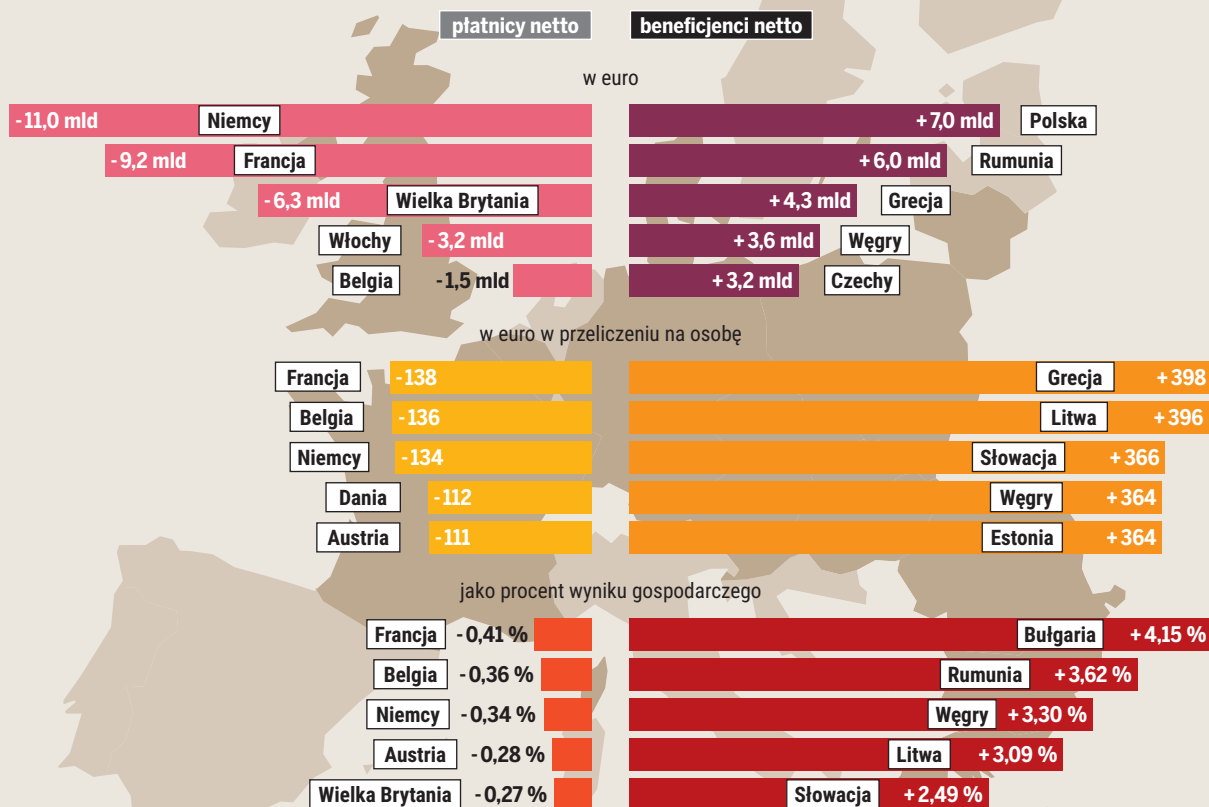 płatnicy netto beneficjenci netto
w euro
-11,0 mld Niemcy +7,0 mld Polska
-9,2 mld Francja +6,0 mld Rumunia
-6,3 mld Wielka Brytania +4,3 mld Grecja
Włochy -3,2 mld +3,6 mld Węgry
Belgia -1,5 mld +3,2 mld Czechy
w euro w przeliczeniu na osobę
Francja -138 Grecja +398
Belgia -136 Litwa +396
Niemcy -134 Słowacja +366
Dania -112 Węgry +364
Austria -111 Estonia +364
jako procent wyniku gospodarczego
Francja -0,41 % Bułgaria +4,15 %
Belgia -0,36 % Rumunia +3,62 %
Niemcy -0,34 % Węgry +3,30 %
Austria -0,28 % Litwa +3,09 %
Wielka Brytania -0,27 % Słowacja +2,49 %